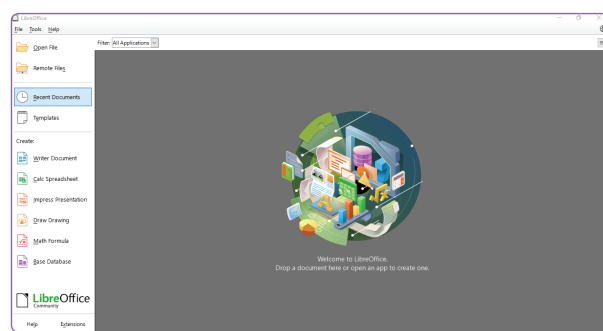 LibreOffice
File Tools Help
Open File
Filter: All Applications
Remote Files
Recent Documents
Templates
Create:
Writer Document
Calc Spreadsheet
Impress Presentation
Draw Drawing
Math Formula
Base Database
Welcome to LibreOffice.
Drop a document here or open an app to create one.
LibreOffice
Community
Help Extensions